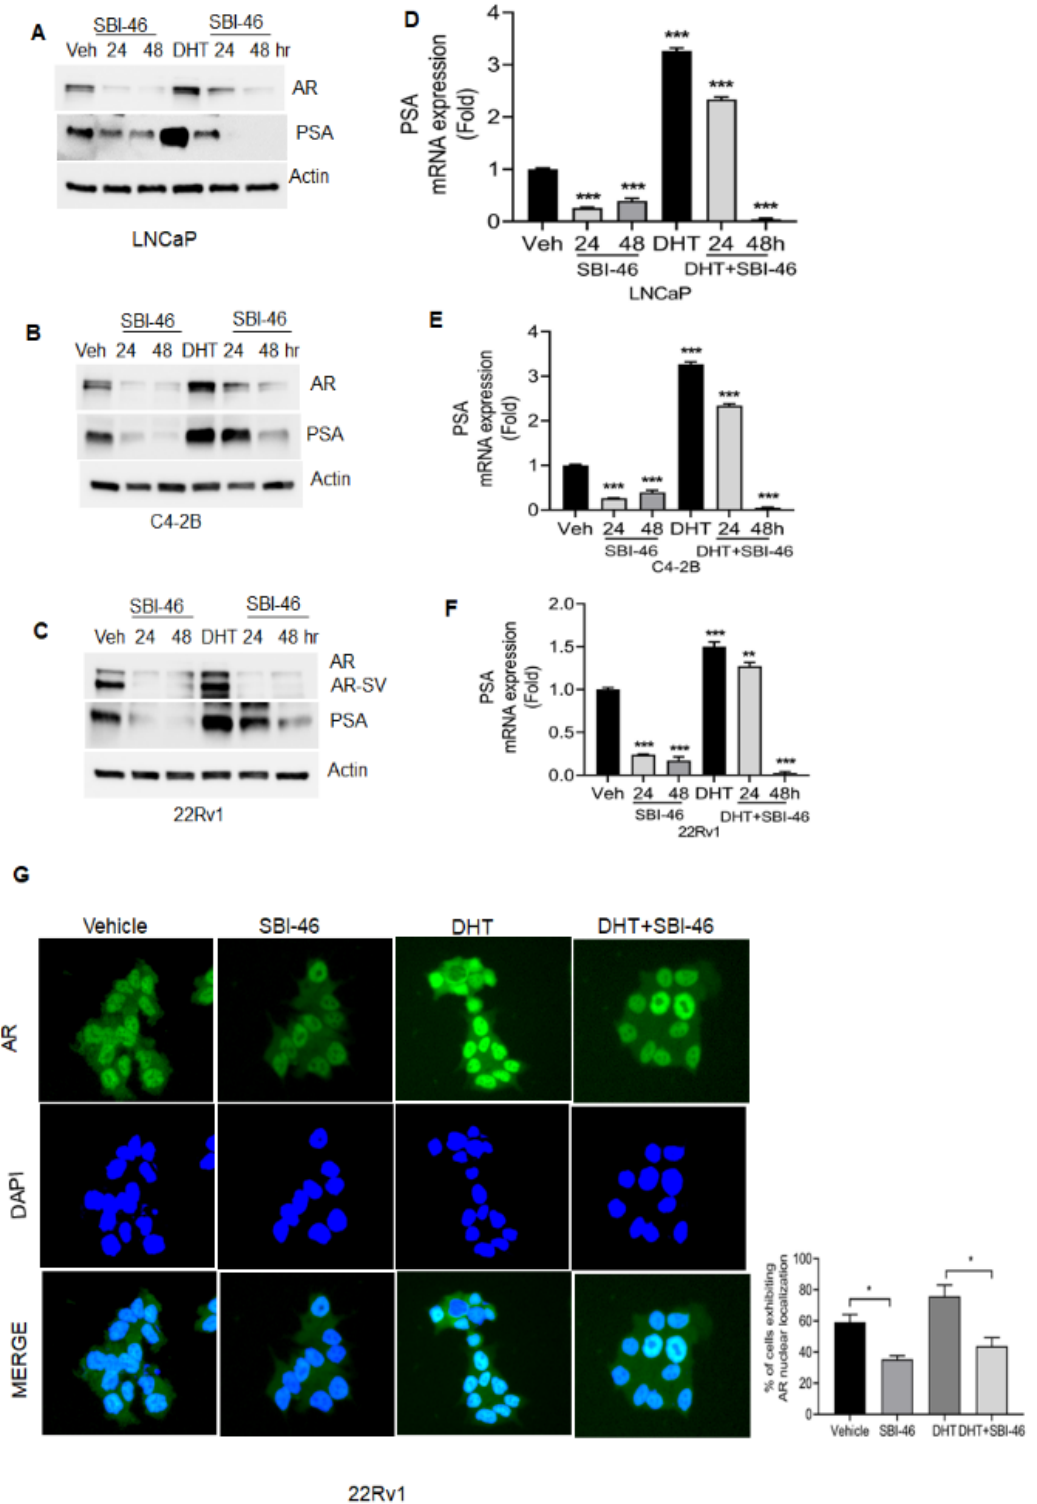 A
SBI-46 SBI-46
Veh 24 48 DHT 24 48 hr
AR
PSA
Actin
LNCaP
D
PSA
mRNA expression
(Fold)
4
3
2
1
0
*** *** *** *** ***
Veh 24 48 DHT 24 48h
SBI-46 DHT+SBI-46
LNCaP
B
SBI-46 SBI-46
Veh 24 48 DHT 24 48 hr
AR
PSA
Actin
C4-2B
E
PSA
mRNA expression
(Fold)
4
3
2
1
0
*** *** *** *** ***
Veh 24 48 DHT 24 48h
SBI-46 DHT+SBI-46
C4-2B
C
SBI-46 SBI-46
Veh 24 48 DHT 24 48 hr
AR
AR-SV
PSA
Actin
22Rv1
F
PSA
mRNA expression
(Fold)
2.0
1.5
1.0
0.5
0.0
*** *** *** ** ***
Veh 24 48 DHT 24 48h
SBI-46 DHT+SBI-46
22Rv1
G
Vehicle SBI-46 DHT DHT+SBI-46
AR
DAPI
MERGE
22Rv1
% of cells exhibiting
AR nuclear localization
100
80
60
40
20
0
* *
Vehicle SBI-46 DHT DHT+SBI-46